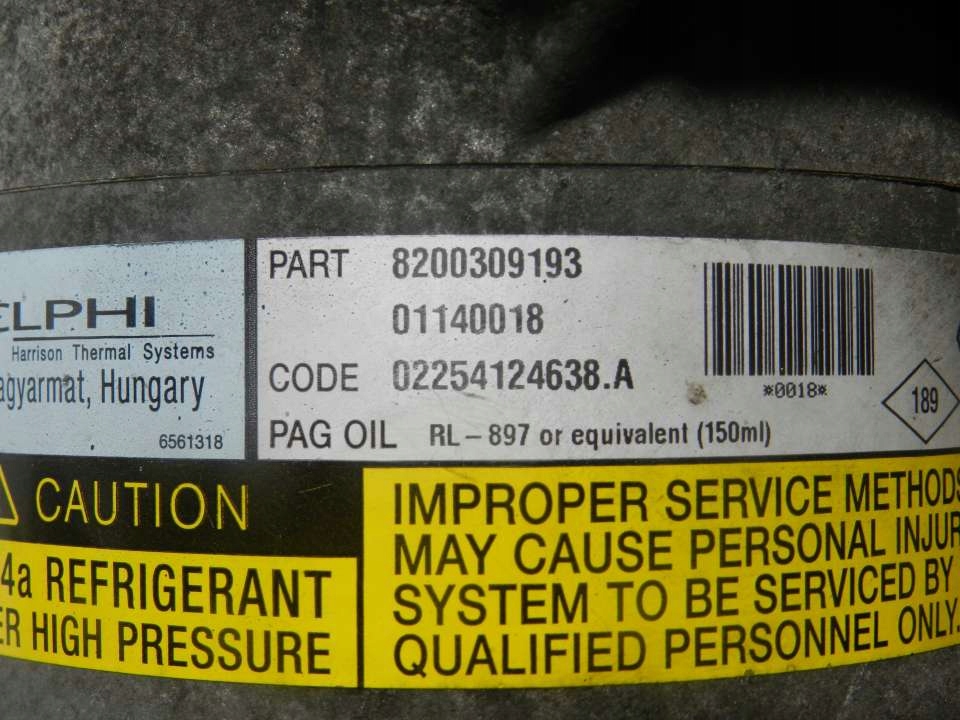 ELPHI
Harrison Thermal Systems
agyarmat, Hungary
6561318
PART 8200309193
01140018
CODE 02254124638.A
PAG OIL RL-897 or equivalent (150ml)
*0018*
189
CAUTION
4a REFRIGERANT
ER HIGH PRESSURE
IMPROPER SERVICE METHODS
MAY CAUSE PERSONAL INJUR
SYSTEM TO BE SERVICED BY
QUALIFIED PERSONNEL ONLY.